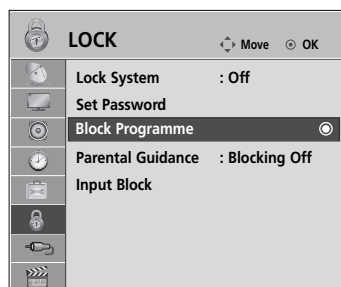 LOCK Move OK
Lock System : Off
Set Password
Block Programme
Parental Guidance : Blocking Off
Input Block